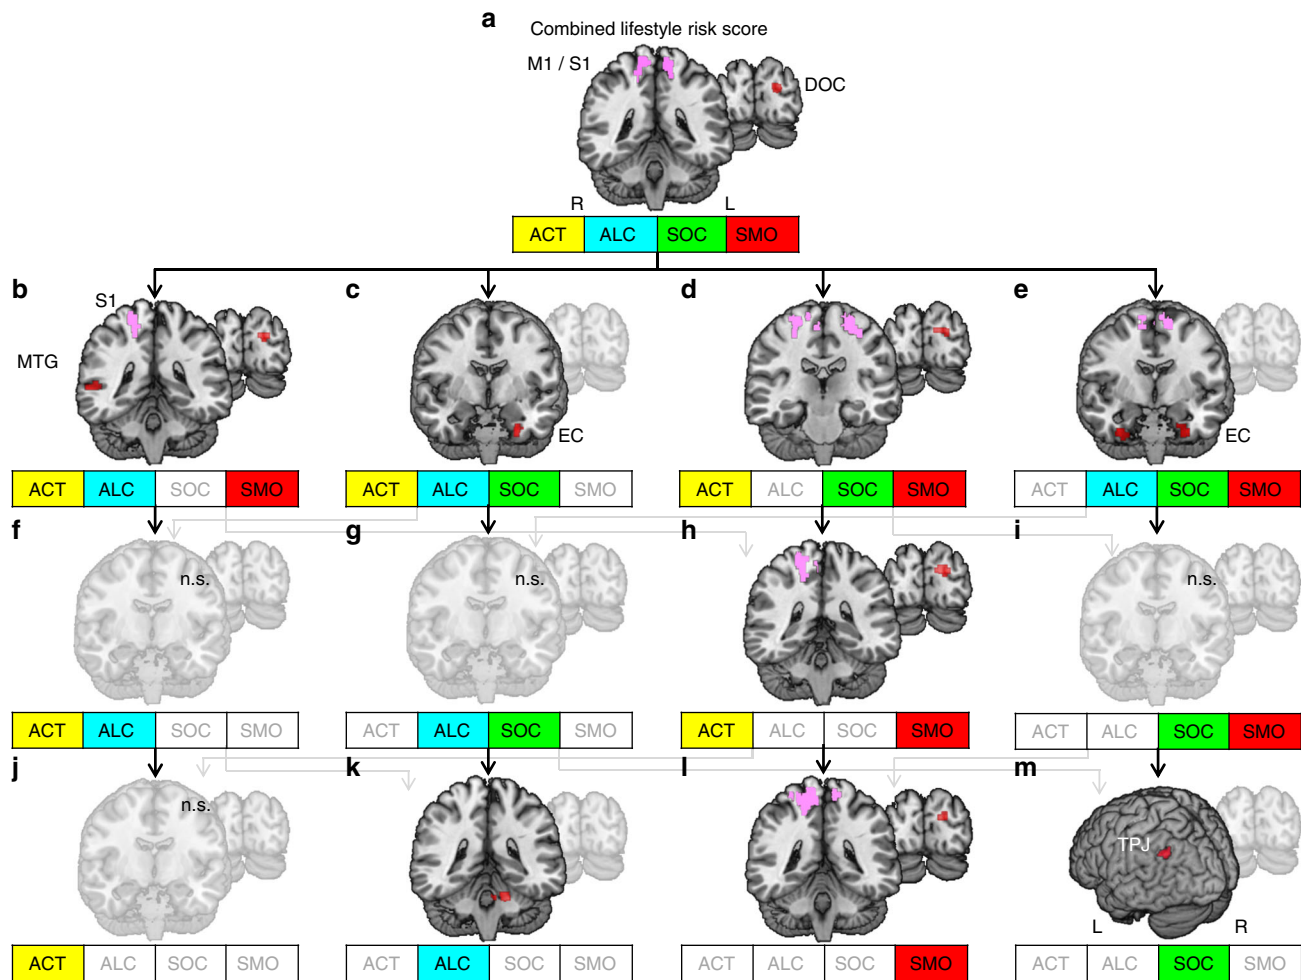 a
Combined lifestyle risk score
M1 / S1
DOC
R L
ACT ALC SOC SMO
b c d e
S1
MTG
EC
EC
ACT ALC SOC SMO
ACT ALC SOC SMO
ACT ALC SOC SMO
ACT ALC SOC SMO
f g h i
n.s.
n.s.
n.s.
ACT ALC SOC SMO
ACT ALC SOC SMO
ACT ALC SOC SMO
ACT ALC SOC SMO
j k l m
n.s.
TPJ
L R
ACT ALC SOC SMO
ACT ALC SOC SMO
ACT ALC SOC SMO
ACT ALC SOC SMO